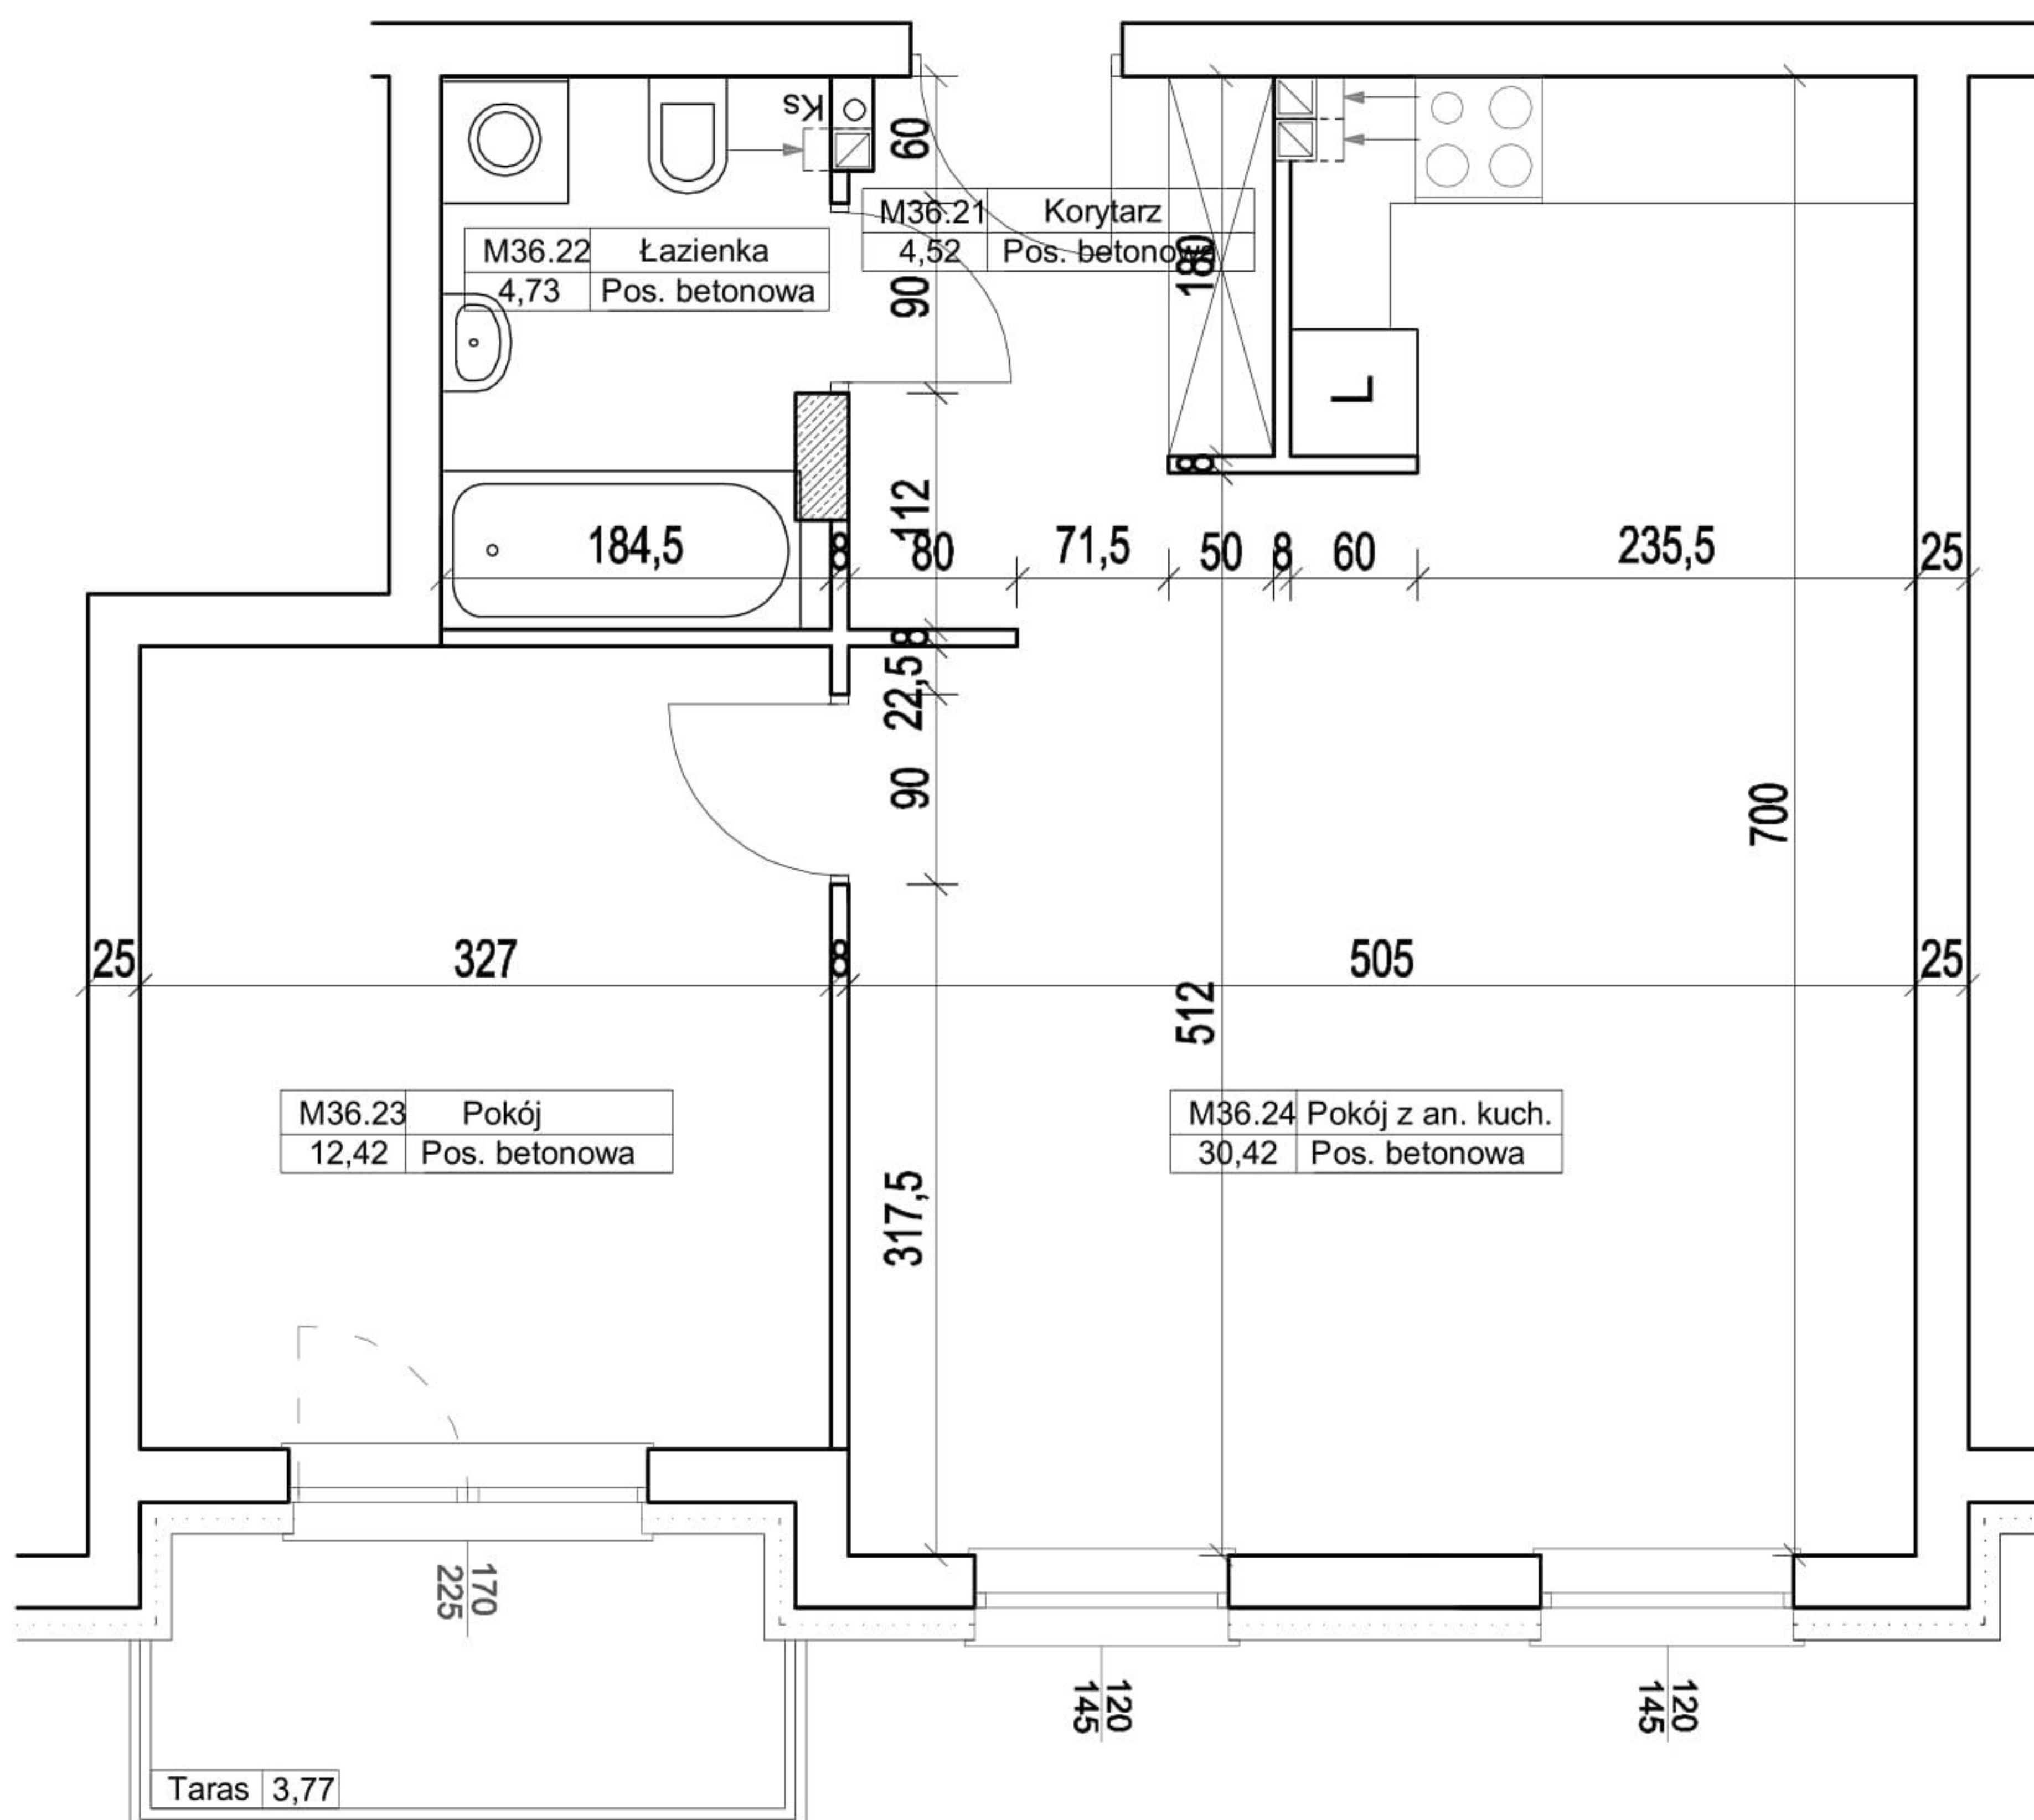 Ks
60
M36.21 Korytarz
4,52 Pos. betonowa
180
M36.22 Łazienka
4,73 Pos. betonowa
90
L
8
112
184,5 8 80 71,5 50 8 60 235,5 25
8
22,5
90
700
25 327 8 505 25
512
M36.23 Pokój
12,42 Pos. betonowa
M36.24 Pokój z an. kuch.
30,42 Pos. betonowa
317,5
170
225
120
145
120
145
Taras 3,77